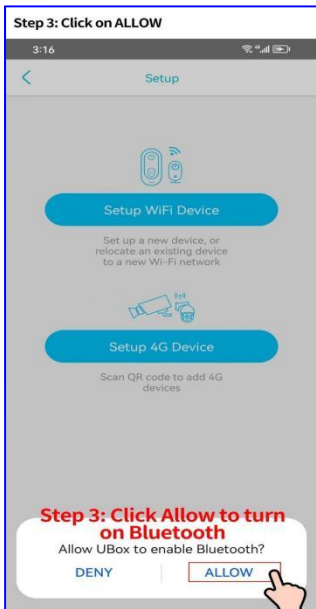 Step 3: Click on ALLOW
3:16
Setup
Setup WiFi Device
Set up a new device, or
relocate an existing device
to a new Wi-Fi network
Setup 4G Device
Scan QR code to add 4G
devices
Step 3: Click Allow to turn
on Bluetooth
Allow UBox to enable Bluetooth?
DENY
ALLOW